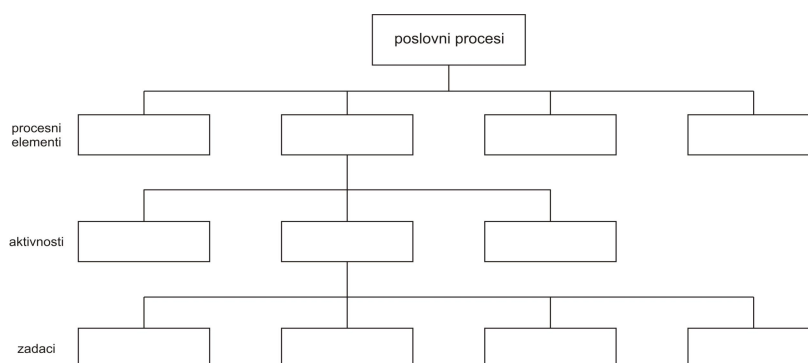 poslovni procesi
procesni
elementi
aktivnosti
zadaci